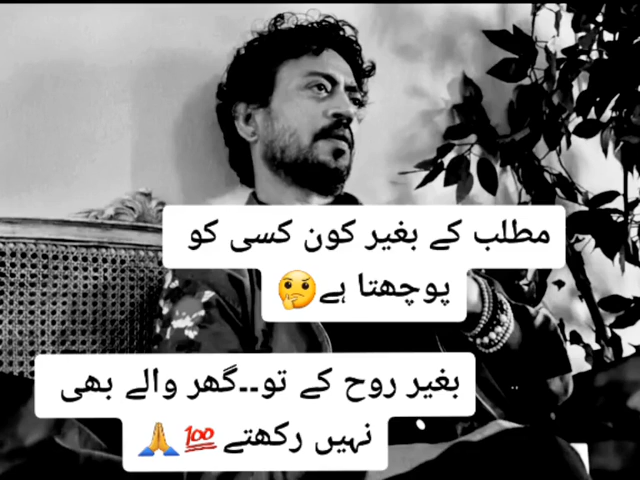 مطلب کے بغیر کون کسی کو
پوچھتا ہے🤔
بغیر روح کے تو۔۔گھر والے بھی
نہیں رکھتے💯🙏